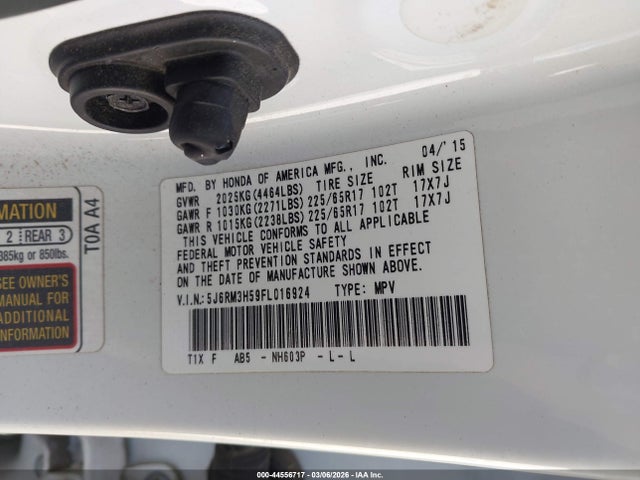 MFD. BY HONDA OF AMERICA MFG., INC. 04/'15
GVWR 2025KG(4464LBS) TIRE SIZE RIM SIZE
GAWR F 1030KG(2271LBS) 225/65R17 102T 17X7J
GAWR R 1015KG(2238LBS) 225/65R17 102T 17X7J
THIS VEHICLE CONFORMS TO ALL APPLICABLE
FEDERAL MOTOR VEHICLE SAFETY
AND THEFT PREVENTION STANDARDS IN EFFECT
ON THE DATE OF MANUFACTURE SHOWN ABOVE.
V.I.N.: 5J6RM3H59FL016924 TYPE: MPV
T1X F AB5 - NH603P - L - L
MATION
2 REAR 3
385kg or 850lbs.
SEE OWNER'S
MANUAL FOR
ADDITIONAL
INFORMATION
T0A A4
000-44556717 - 03/06/2026 - IAA Inc.